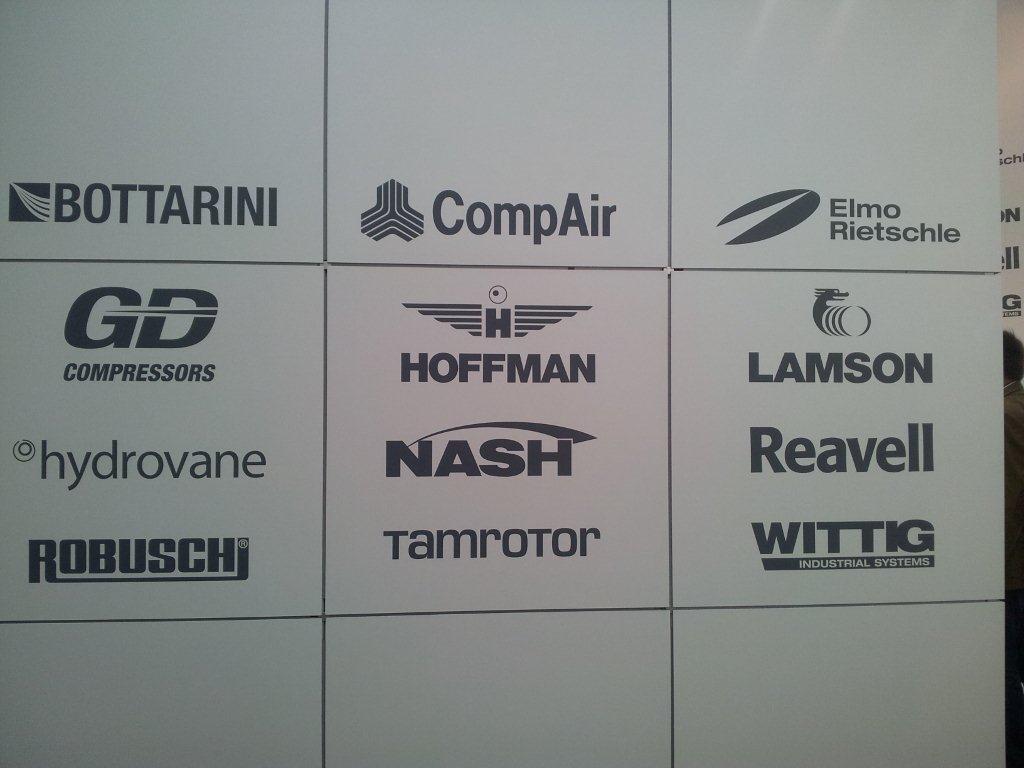 BOTTARINI
CompAir
Elmo
Rietschle
GD
COMPRESSORS
H
HOFFMAN
LAMSON
hydrovane
NASH
Reavell
ROBUSCHI®
Tamrotor
WITTIG
INDUSTRIAL SYSTEMS